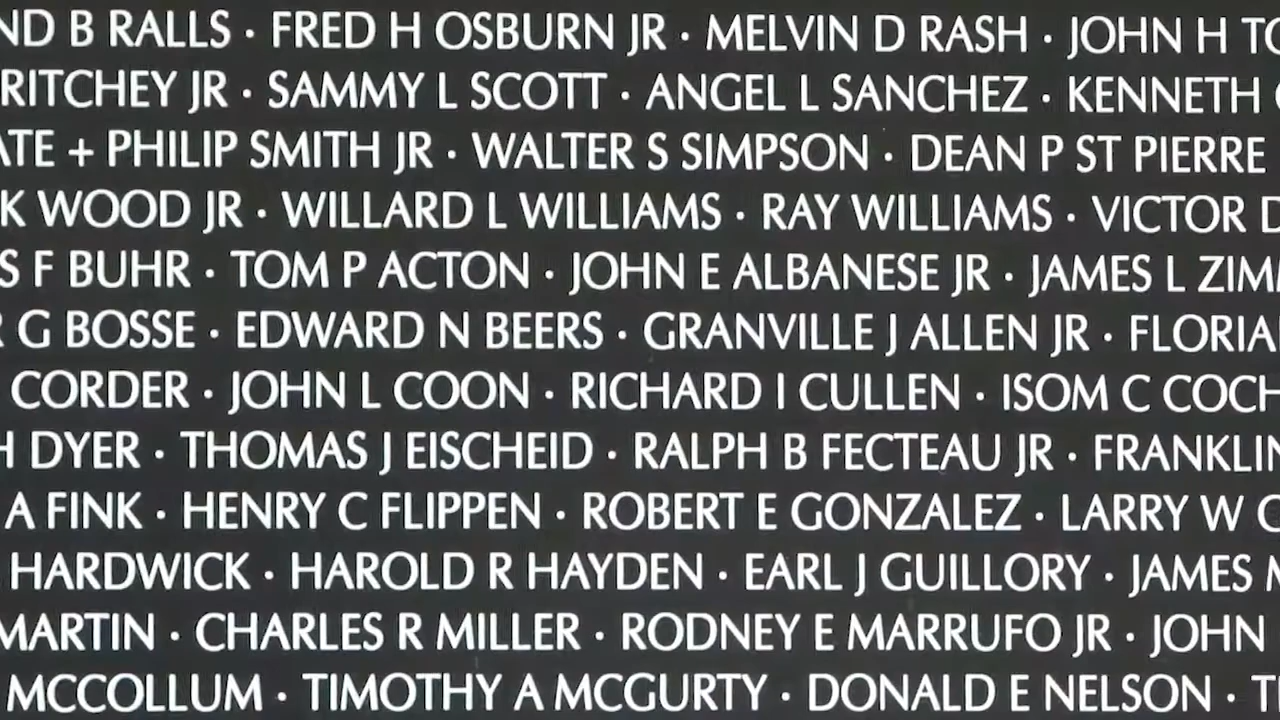 ND B RALLS · FRED H OSBURN JR · MELVIN D RASH · JOHN H TO
RITCHEY JR · SAMMY L SCOTT · ANGEL L SANCHEZ · KENNETH
ATE + PHILIP SMITH JR · WALTER S SIMPSON · DEAN P ST PIERRE
K WOOD JR · WILLARD L WILLIAMS · RAY WILLIAMS · VICTOR D
S F BUHR · TOM P ACTON · JOHN E ALBANESE JR · JAMES L ZIM
R G BOSSE · EDWARD N BEERS · GRANVILLE J ALLEN JR · FLORIA
CORDER · JOHN L COON · RICHARD I CULLEN · ISOM C COCH
H DYER · THOMAS J EISCHEID · RALPH B FECTEAU JR · FRANKLIN
A FINK · HENRY C FLIPPEN · ROBERT E GONZALEZ · LARRY W G
HARDWICK · HAROLD R HAYDEN · EARL J GUILLORY · JAMES M
MARTIN · CHARLES R MILLER · RODNEY E MARRUFO JR · JOHN
MCCOLLUM · TIMOTHY A MCGURTY · DONALD E NELSON · T